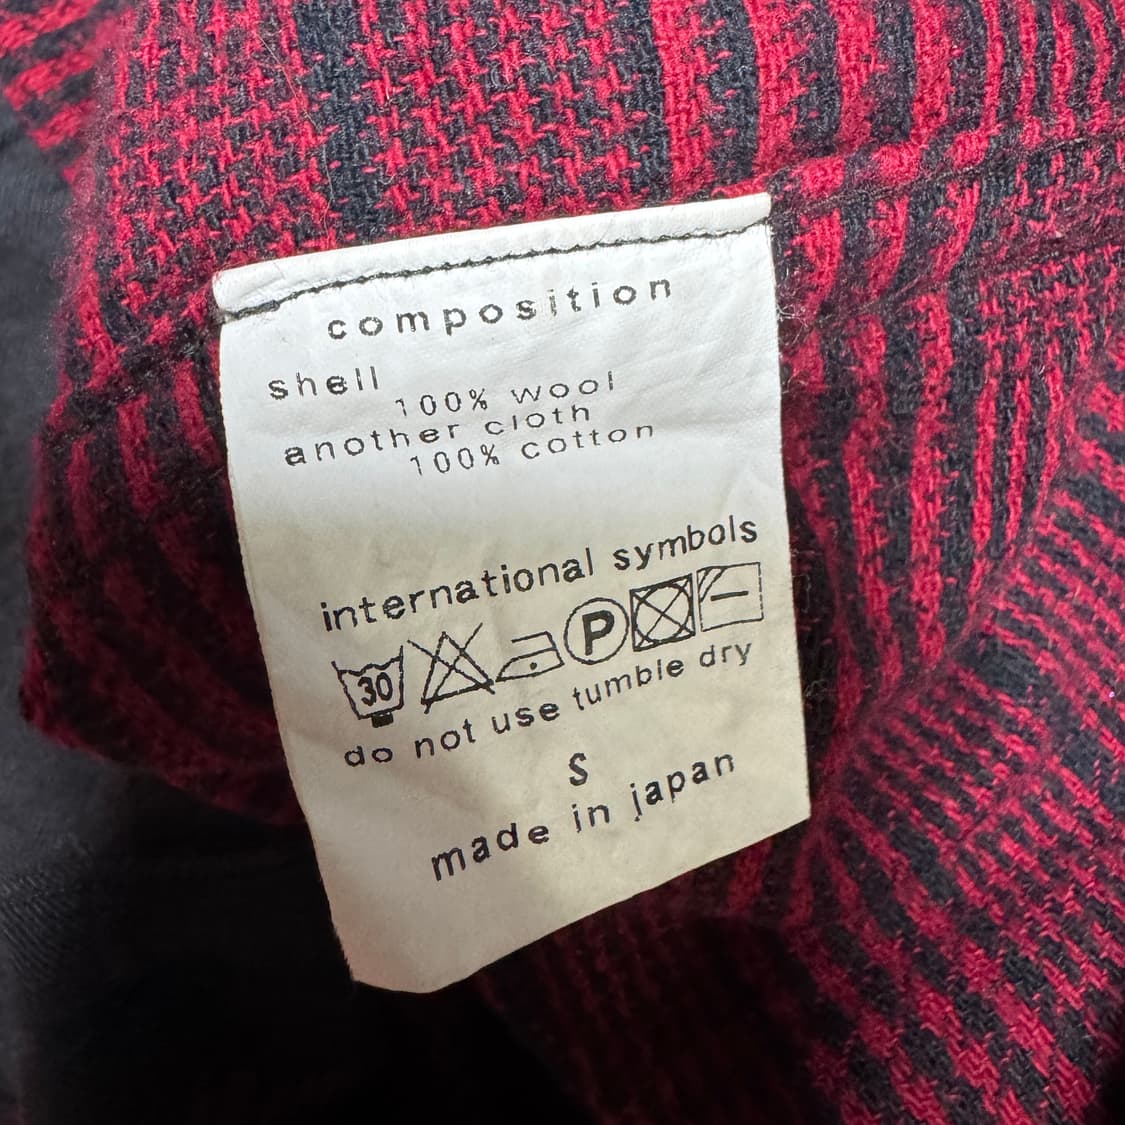 composition
shell
100% wool
another cloth
100% cotton
international symbols
30 P
do not use tumble dry
S
made in japan